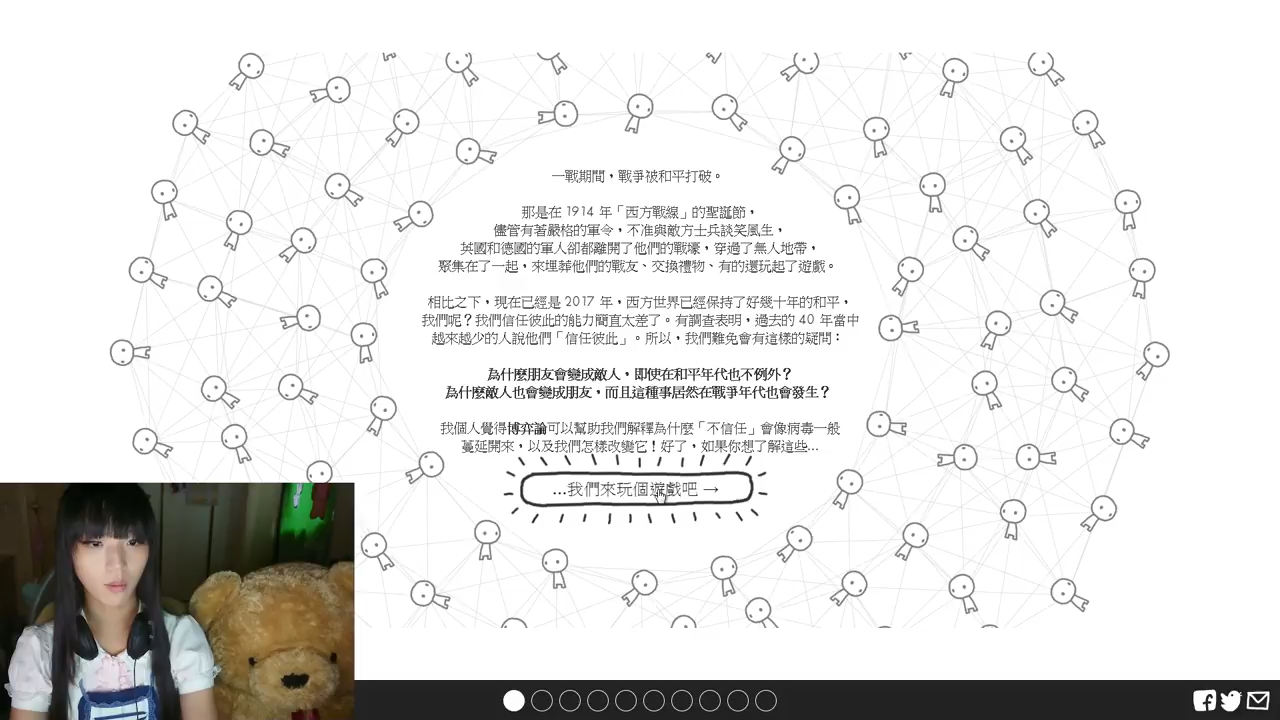 一戰期間，戰爭被和平打破。
那是在 1914 年「西方戰線」的聖誕節，
儘管有著嚴格的軍令，不准與敵方士兵談笑風生，
英國和德國的軍人卻都離開了他們的戰壕，穿過了無人地帶，
聚集在了一起，來埋葬他們的戰友、交換禮物、有的還玩起了遊戲。
相比之下，現在已經是 2017 年，西方世界已經保持了好幾十年的和平，
我們呢？我們信任彼此的能力簡直太差了。有調查表明，過去的 40 年當中
越來越少的人說他們「信任彼此」。所以，我們難免會有這樣的疑問：
為什麼朋友會變成敵人，即使在和平年代也不例外？
為什麼敵人也會變成朋友，而且這種事居然在戰爭年代也會發生？
我個人覺得博弈論可以幫助我們解釋為什麼「不信任」會像病毒一般
蔓延開來，以及我們怎樣改變它！好了，如果你想了解這些...
...我們來玩個遊戲吧 →